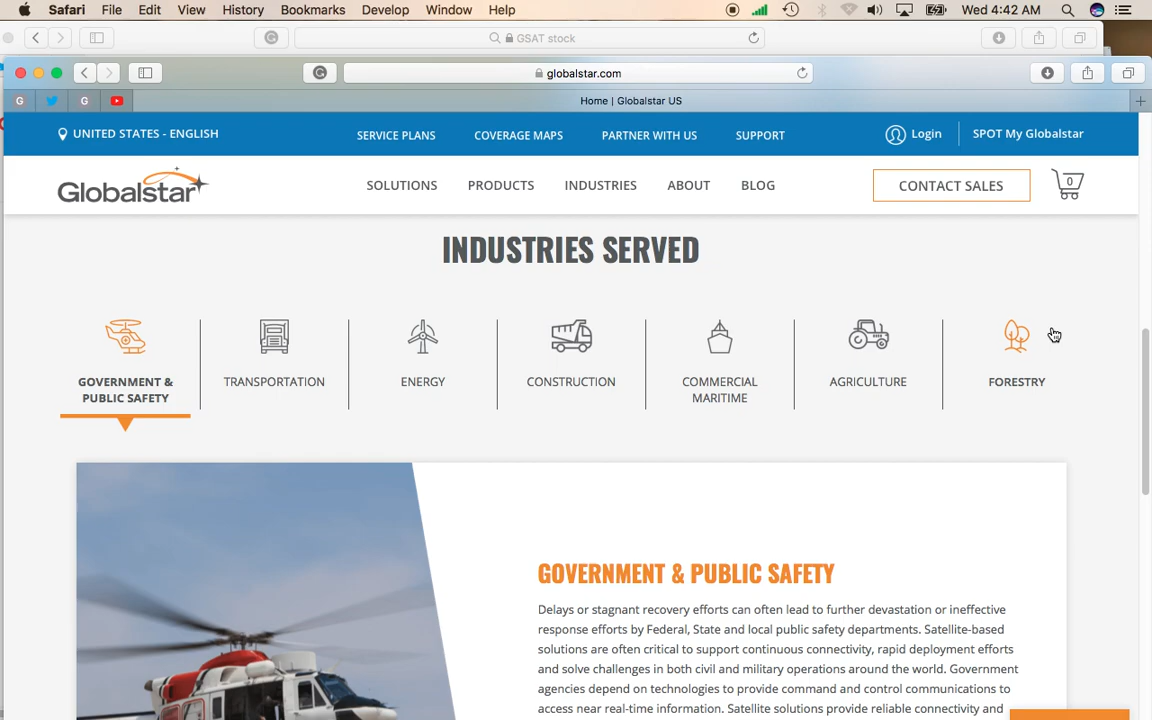 Safari File Edit View History Bookmarks Develop Window Help Wed 4:42 AM
GSAT stock
globalstar.com
G G Home | Globalstar US
UNITED STATES - ENGLISH SERVICE PLANS COVERAGE MAPS PARTNER WITH US SUPPORT Login SPOT My Globalstar
Globalstar SOLUTIONS PRODUCTS INDUSTRIES ABOUT BLOG CONTACT SALES 0
INDUSTRIES SERVED
GOVERNMENT &
PUBLIC SAFETY
TRANSPORTATION
ENERGY
CONSTRUCTION
COMMERCIAL
MARITIME
AGRICULTURE
FORESTRY
GOVERNMENT & PUBLIC SAFETY
Delays or stagnant recovery efforts can often lead to further devastation or ineffective
response efforts by Federal, State and local public safety departments. Satellite-based
solutions are often critical to support continuous connectivity, rapid deployment efforts
and solve challenges in both civil and military operations around the world. Government
agencies depend on technologies to provide command and control communications to
access near real-time information. Satellite solutions provide reliable connectivity and